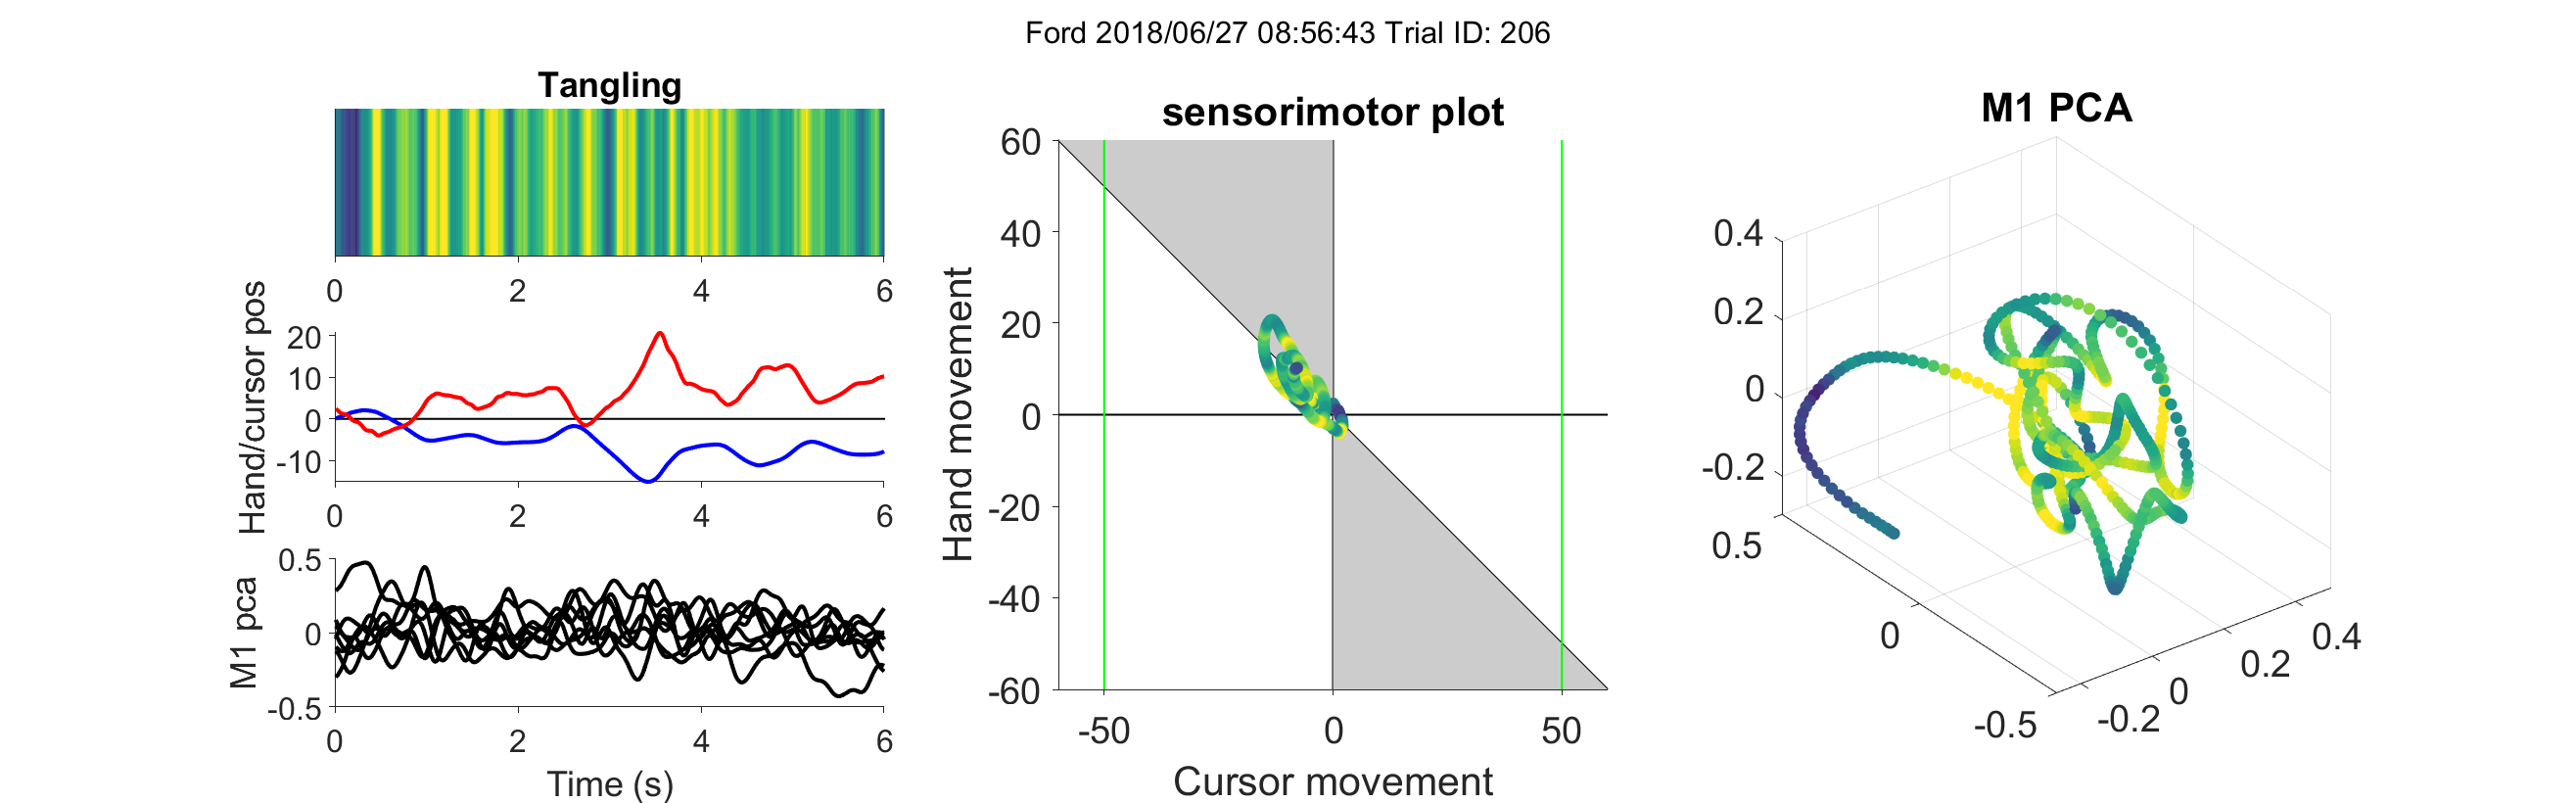 Ford 2018/06/27 08:56:43 Trial ID: 206
Tangling
0 2 4 6
Hand/cursor pos
20
10
0
-10
0 2 4 6
M1 pca
0.5
0
-0.5
0 2 4 6
Time (s)
sensorimotor plot
Hand movement
60
40
20
0
-20
-40
-60
-50 0 50
Cursor movement
M1 PCA
0.4
0.2
0
-0.2
0.5
0
-0.5
-0.2
0
0.2
0.4